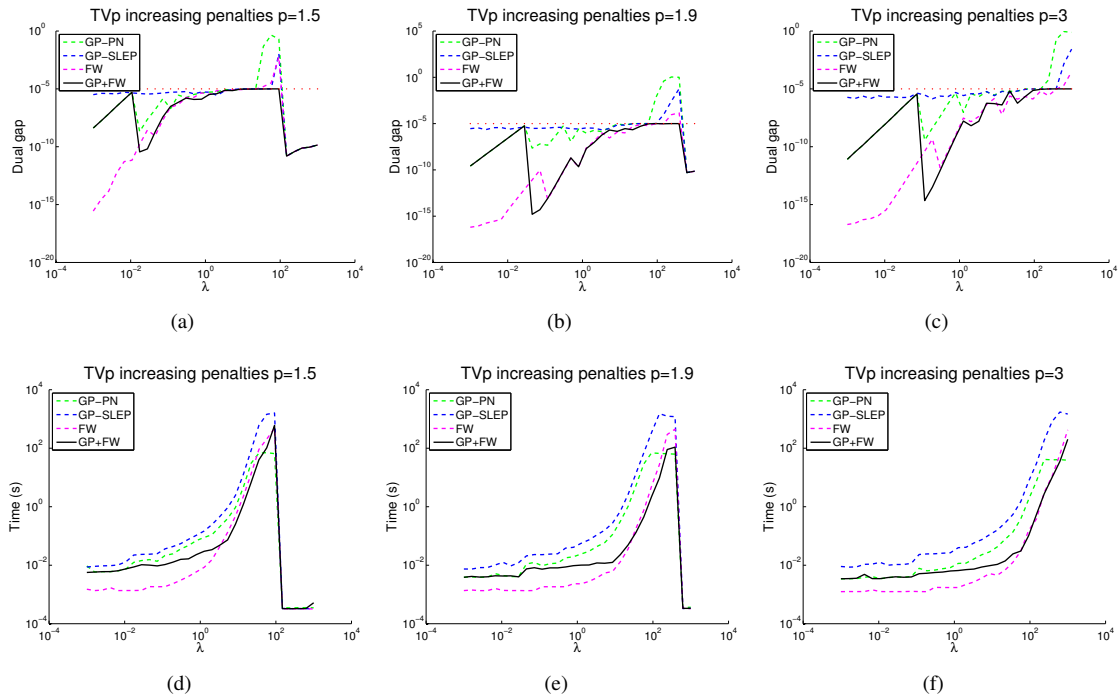 TVp increasing penalties p=1.5
10^0
10^−5
10^−10
10^−15
10^−20
Dual gap
GP−PN
GP−SLEP
FW
GP+FW
10^−4 10^−2 10^0 10^2 10^4
λ
(a)
TVp increasing penalties p=1.9
10^5
10^0
10^−5
10^−10
10^−15
10^−20
Dual gap
GP−PN
GP−SLEP
FW
GP+FW
10^−4 10^−2 10^0 10^2 10^4
λ
(b)
TVp increasing penalties p=3
10^0
10^−5
10^−10
10^−15
10^−20
Dual gap
GP−PN
GP−SLEP
FW
GP+FW
10^−4 10^−2 10^0 10^2 10^4
λ
(c)
TVp increasing penalties p=1.5
10^4
10^2
10^0
10^−2
10^−4
Time (s)
GP−PN
GP−SLEP
FW
GP+FW
10^−4 10^−2 10^0 10^2 10^4
λ
(d)
TVp increasing penalties p=1.9
10^4
10^2
10^0
10^−2
10^−4
Time (s)
GP−PN
GP−SLEP
FW
GP+FW
10^−4 10^−2 10^0 10^2 10^4
λ
(e)
TVp increasing penalties p=3
10^4
10^2
10^0
10^−2
10^−4
Time (s)
GP−PN
GP−SLEP
FW
GP+FW
10^−4 10^−2 10^0 10^2 10^4
λ
(f)